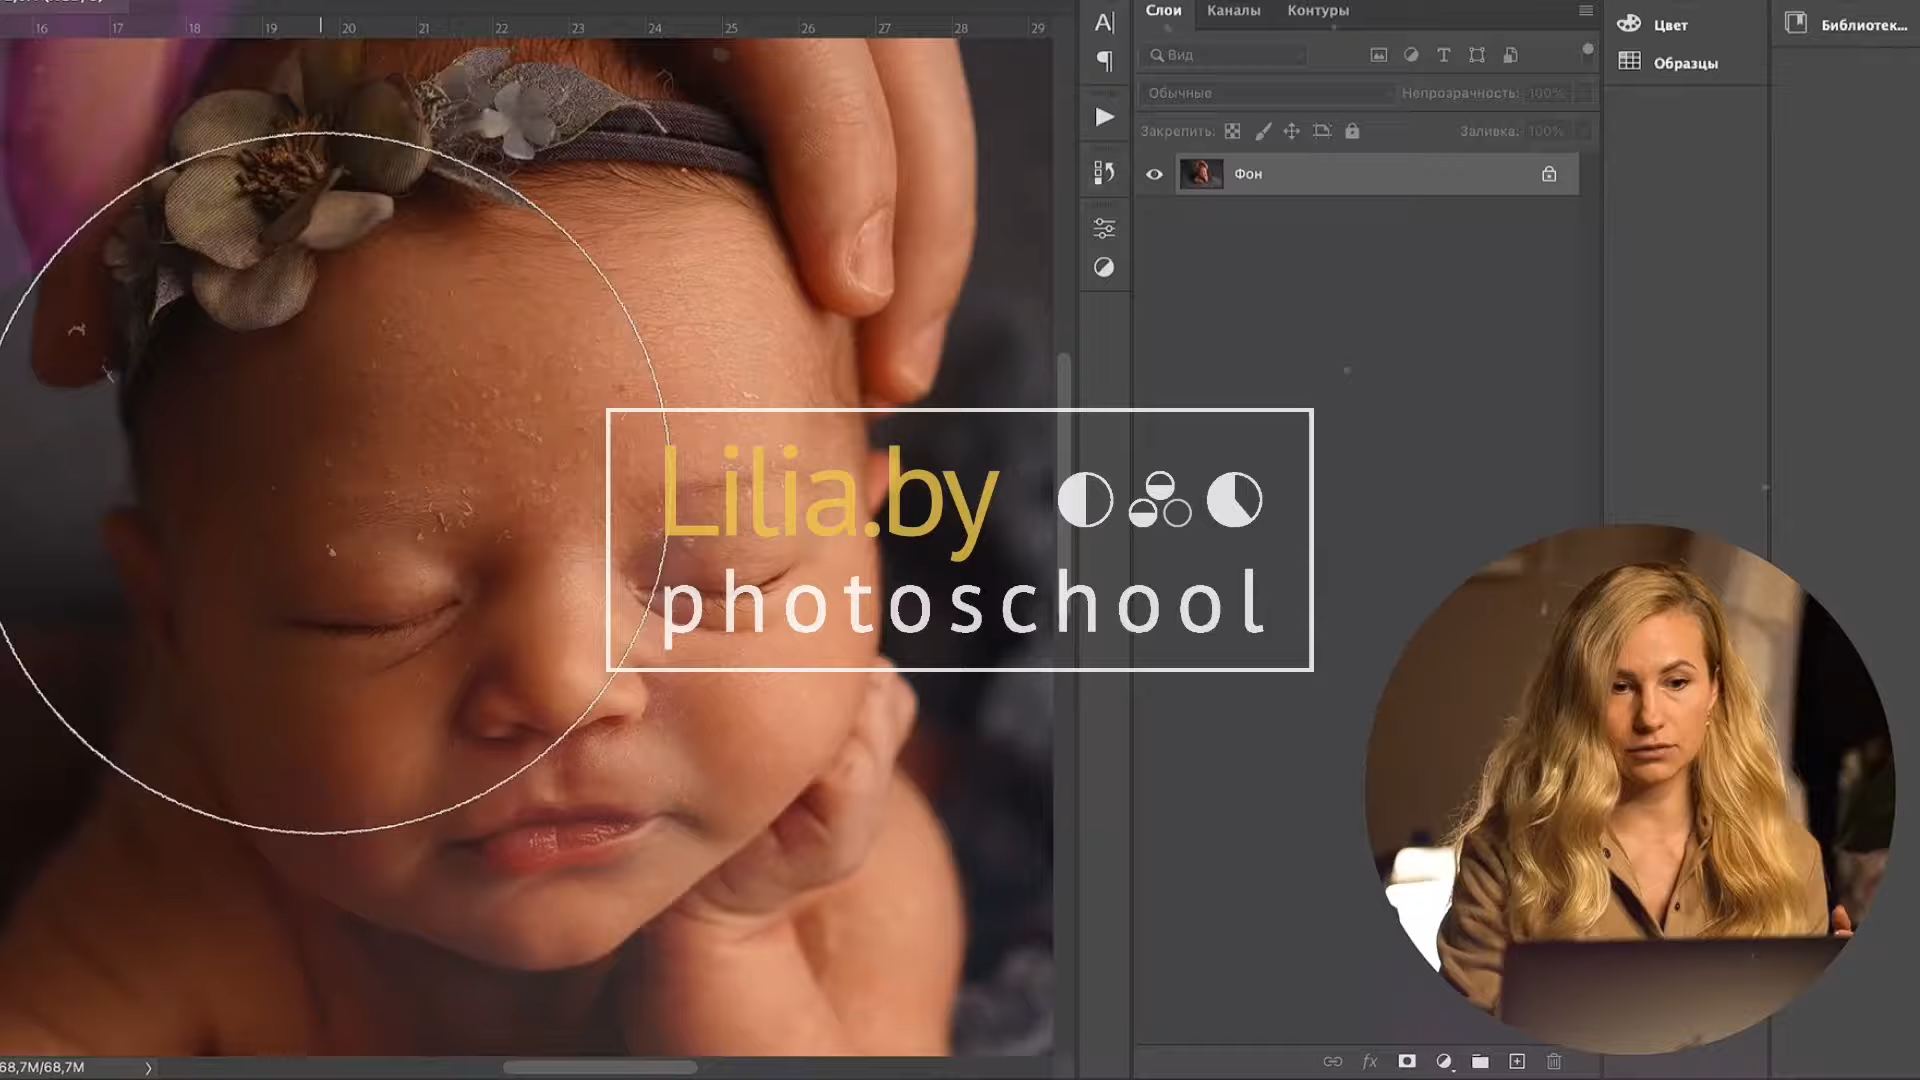 16 17 18 19 20 21 22 23 24 25 26 27 28 29
Слои Каналы Контуры
Вид
Обычные Непрозрачность: 100%
Закрепить: Заливка: 100%
Фон
Цвет
Образцы
Библиотек...
Lilia.by
photoschool
68,7M/68,7M
fx